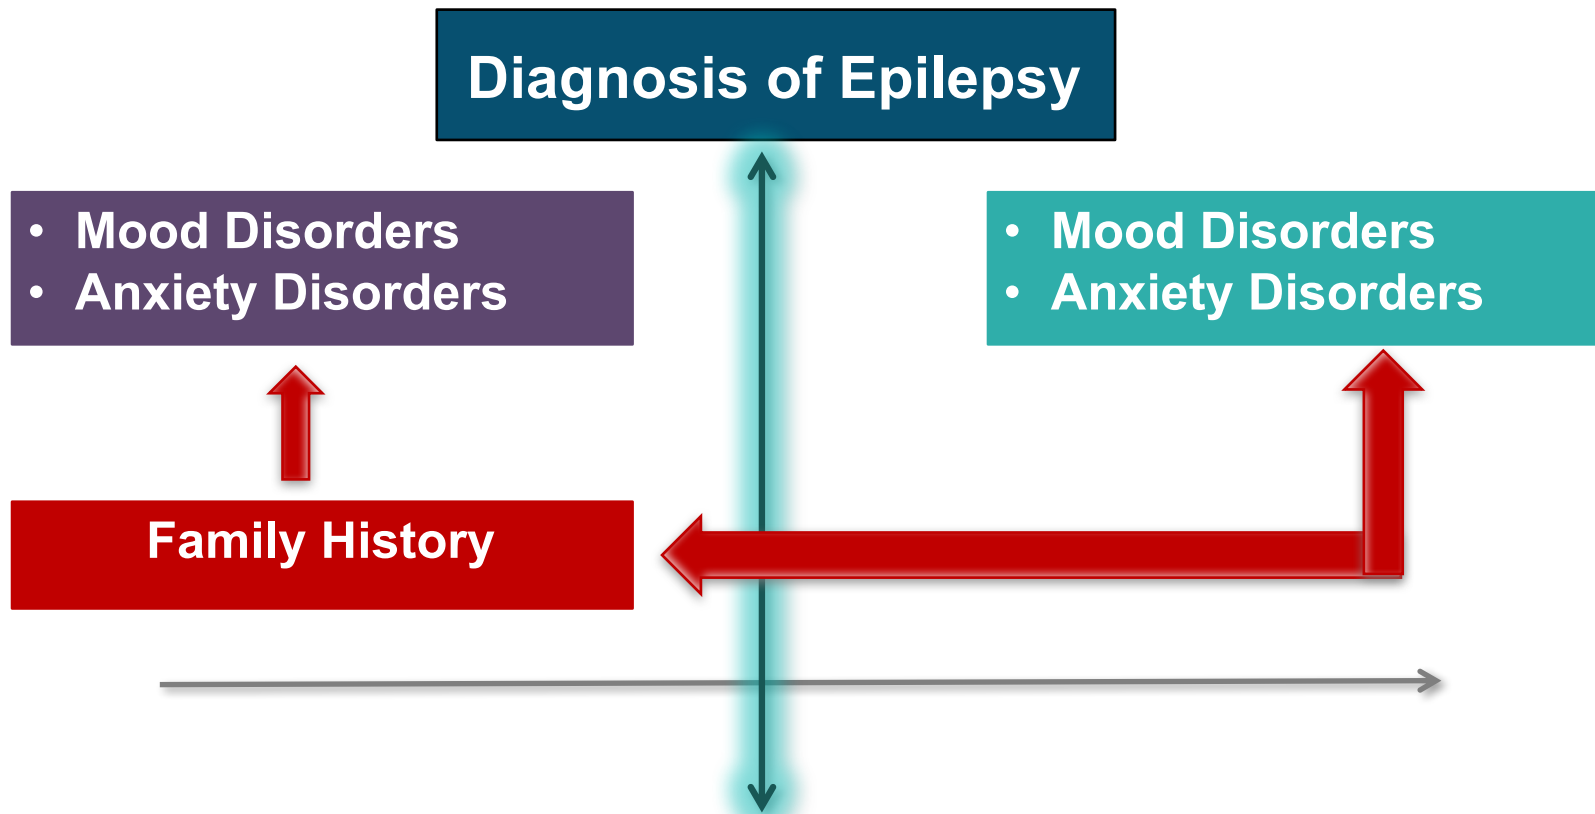 Diagnosis of Epilepsy
• Mood Disorders
• Anxiety Disorders
• Mood Disorders
• Anxiety Disorders
Family History